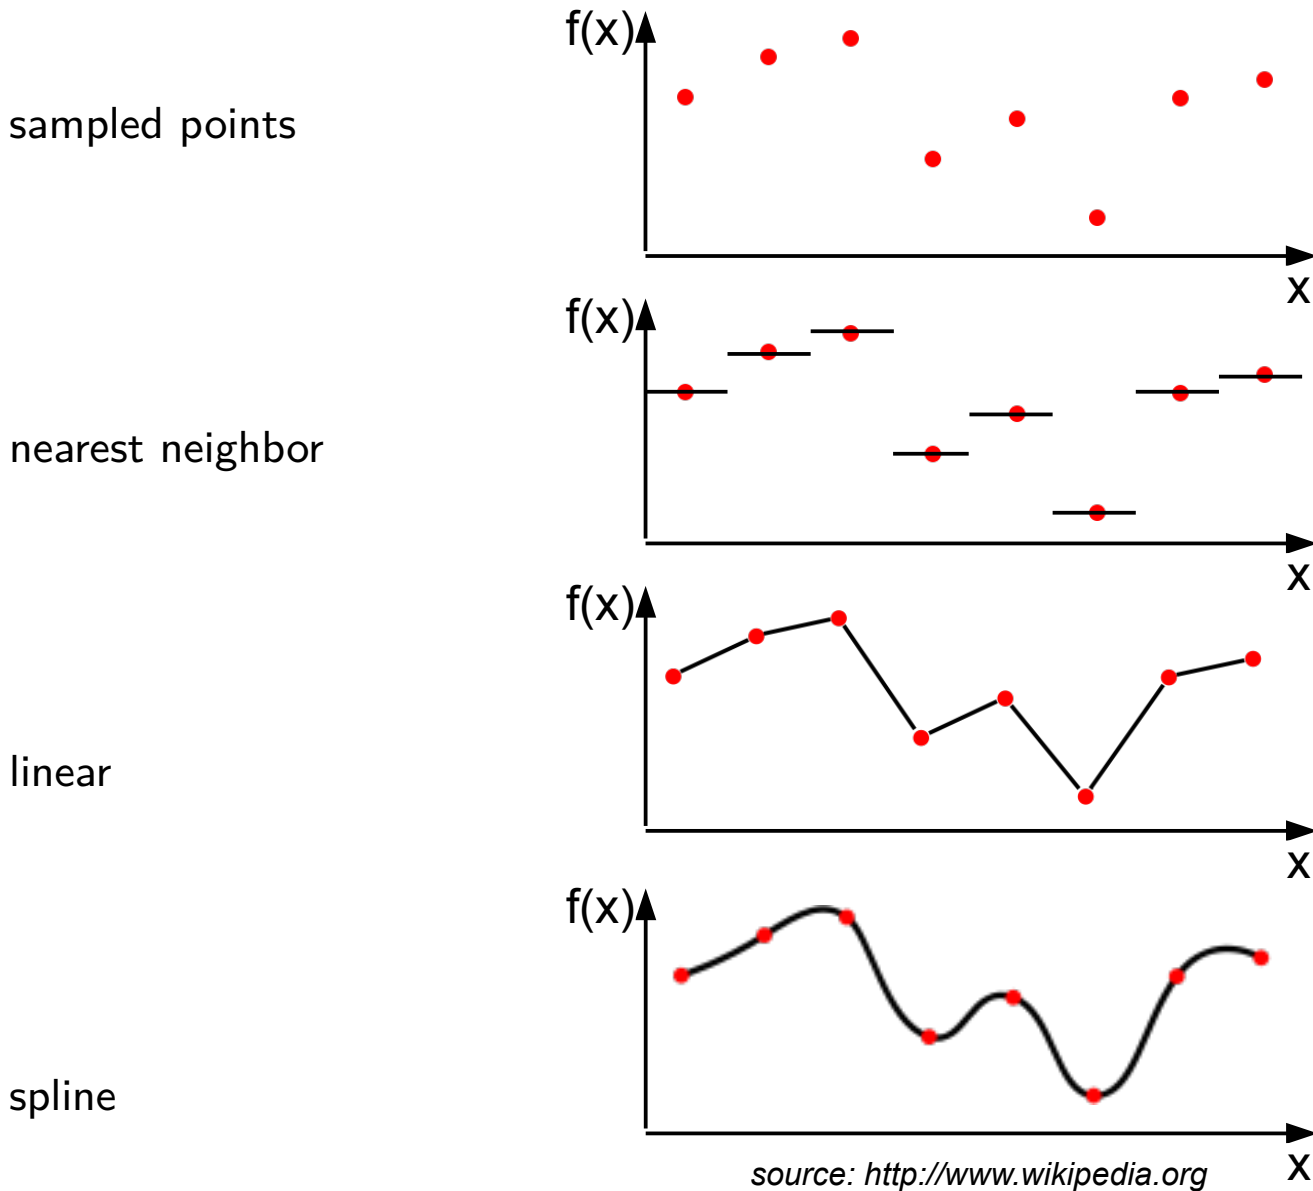 f(x)
sampled points
x
f(x)
nearest neighbor
x
f(x)
linear
x
f(x)
spline
x
source: http://www.wikipedia.org